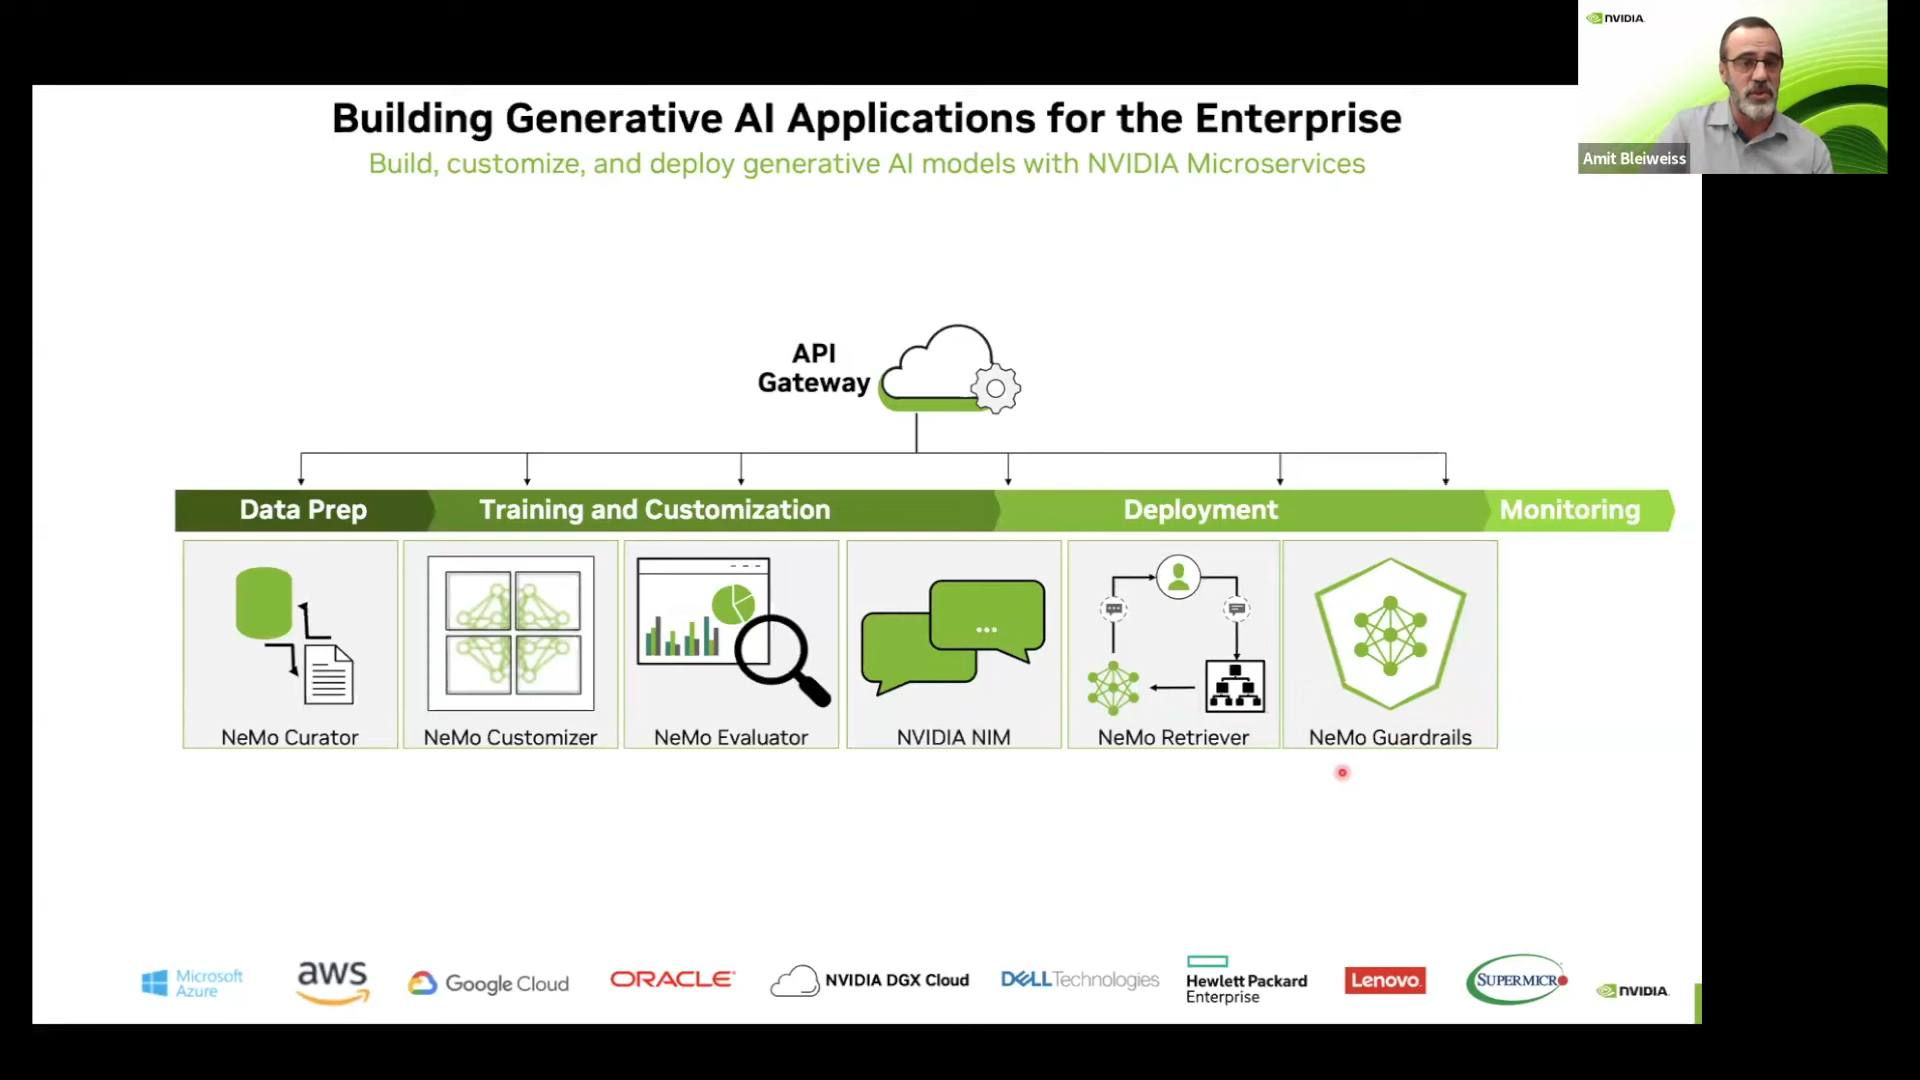 NVIDIA
Amit Bleiweiss
Building Generative AI Applications for the Enterprise
Build, customize, and deploy generative AI models with NVIDIA Microservices
API
Gateway
Data Prep
Training and Customization
Deployment
Monitoring
NeMo Curator
NeMo Customizer
NeMo Evaluator
NVIDIA NIM
NeMo Retriever
NeMo Guardrails
Microsoft
Azure
aws
Google Cloud
ORACLE
NVIDIA DGX Cloud
DELL Technologies
Hewlett Packard
Enterprise
Lenovo
SUPERMICRO
NVIDIA